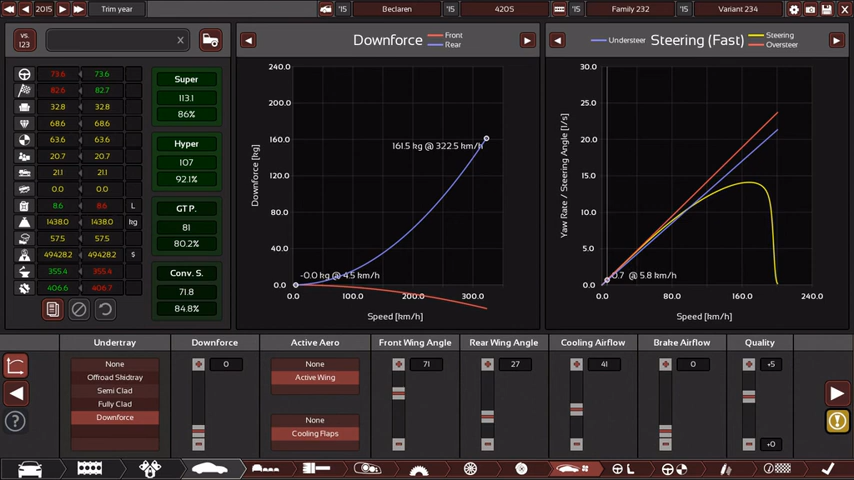 2015
Trim year
'15
Beclaren
'15
4205
'15
Family 232
'15
Variant 234
VS.
123
x
73.6 73.6
82.6 82.7
32.8 32.8
68.6 68.6
63.6 63.6
20.7 20.7
21.1 21.1
0.0 0.0
8.6 8.6 L
1438.0 1438.0 kg
57.5 57.5
49428.2 49428.2 $
355.4 355.4
406.6 406.7
Super
113.1
86%
Hyper
107
92.1%
GT P.
81
80.2%
Conv. S.
71.8
84.8%
Downforce
Front
Rear
240.0
200.0
160.0
120.0
80.0
40.0
0.0
Downforce [kg]
161.5 kg @ 322.5 km/h
-0.0 kg @ 4.5 km/h
0.0 100.0 200.0 300.0
Speed [km/h]
Understeer
Steering (Fast)
Steering
Oversteer
30.0
25.0
20.0
15.0
10.0
5.0
0.0
Yaw Rate / Steering Angle [1/s]
0.7 @ 5.8 km/h
0.0 80.0 160.0 240.0
Speed [km/h]
Undertray
None
Offroad Skidtray
Semi Clad
Fully Clad
Downforce
Downforce
0
Active Aero
None
Active Wing
None
Cooling Flaps
Front Wing Angle
71
Rear Wing Angle
27
Cooling Airflow
41
Brake Airflow
0
Quality
+5
+0